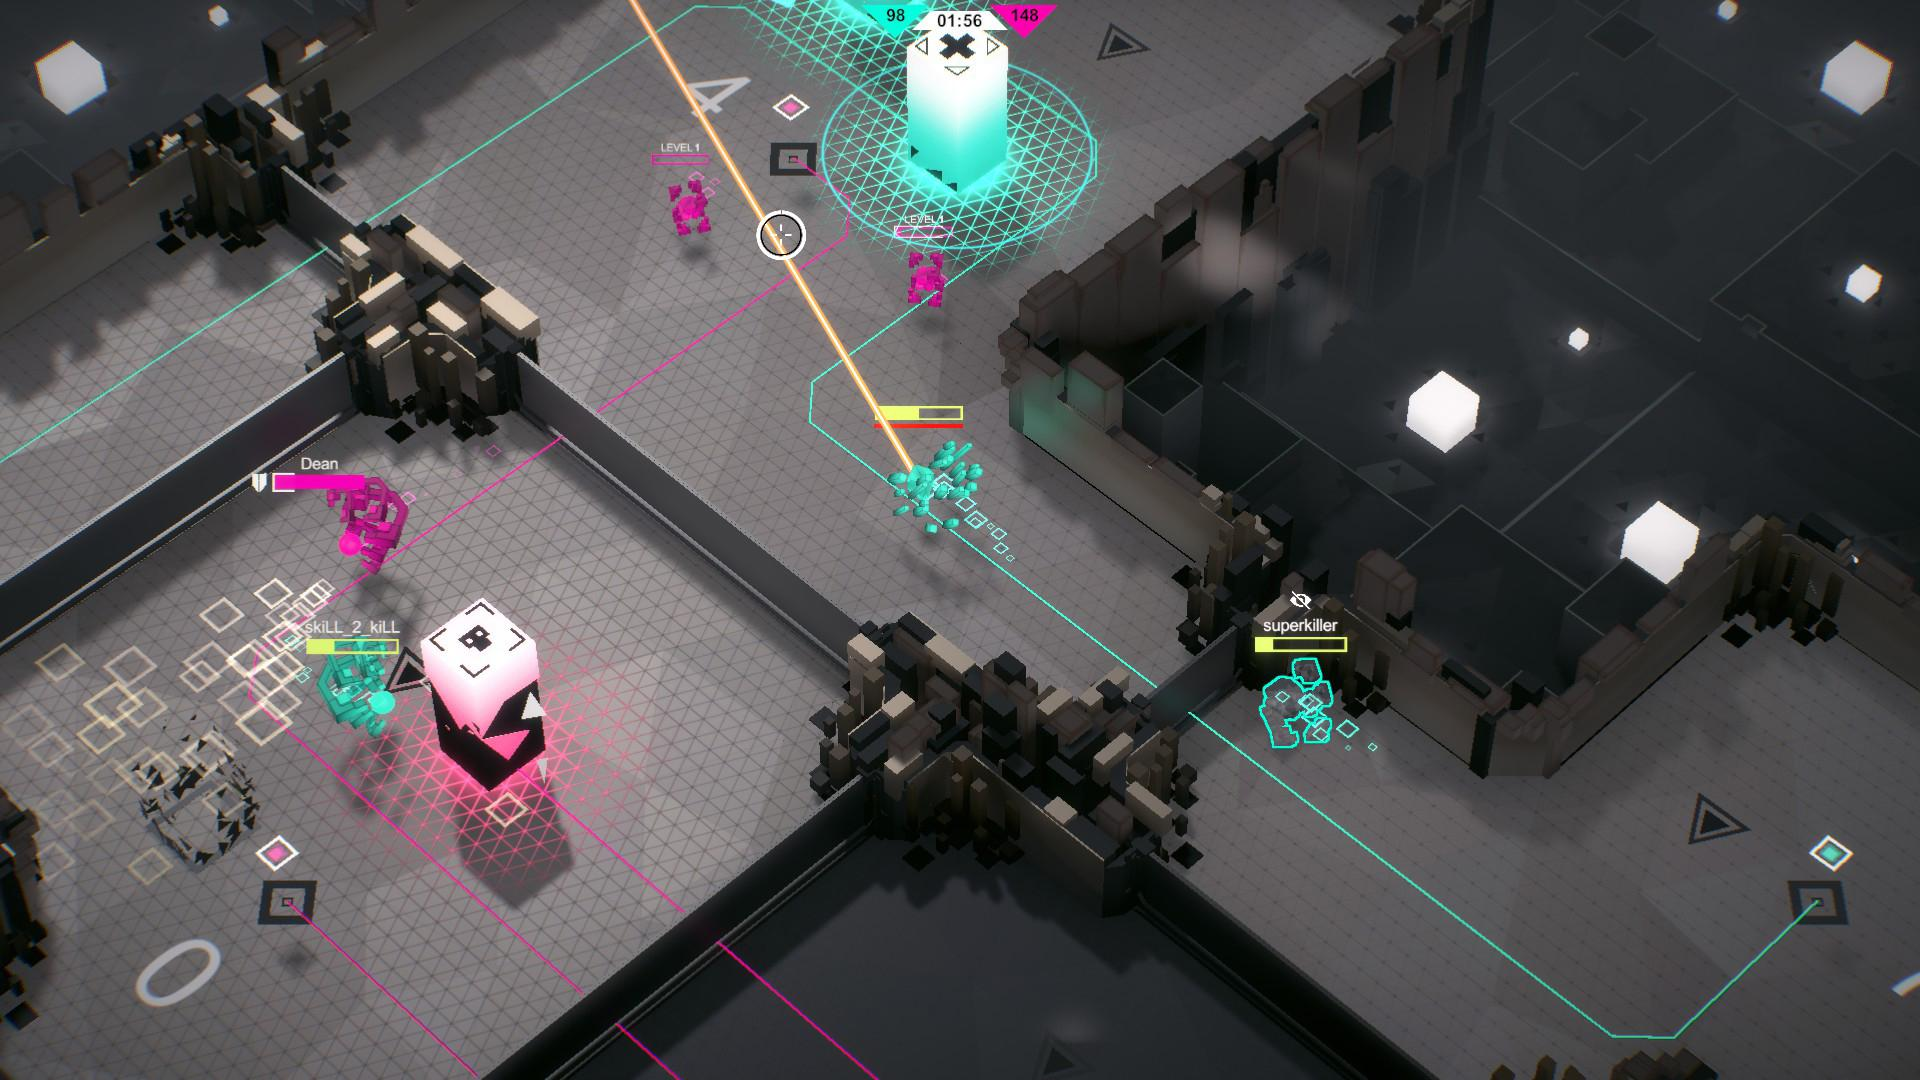 98
01:56
148
4
LEVEL 1
LEVEL 1
Dean
superkiller
skiLL_2_kiLL
0